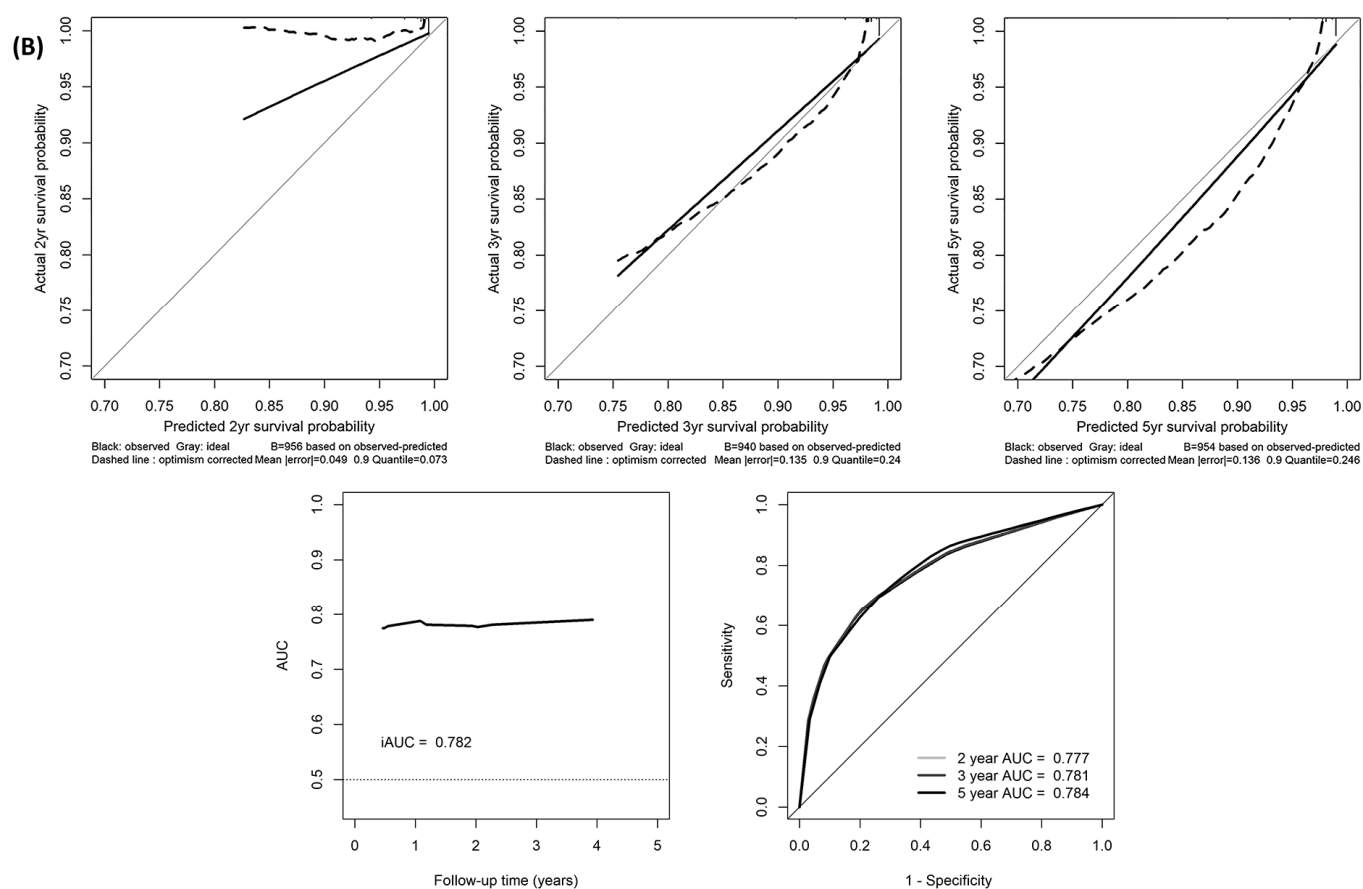 (B)
Actual 2yr survival probability
1.00
0.95
0.90
0.85
0.80
0.75
0.70
0.70 0.75 0.80 0.85 0.90 0.95 1.00
Predicted 2yr survival probability
Black: observed Gray: ideal B=956 based on observed-predicted
Dashed line : optimism corrected Mean |error|=0.049 0.9 Quantile=0.073
Actual 3yr survival probability
1.00
0.95
0.90
0.85
0.80
0.75
0.70
0.70 0.75 0.80 0.85 0.90 0.95 1.00
Predicted 3yr survival probability
Black: observed Gray: ideal B=940 based on observed-predicted
Dashed line : optimism corrected Mean |error|=0.135 0.9 Quantile=0.24
Actual 5yr survival probability
1.00
0.95
0.90
0.85
0.80
0.75
0.70
0.70 0.75 0.80 0.85 0.90 0.95 1.00
Predicted 5yr survival probability
Black: observed Gray: ideal B=954 based on observed-predicted
Dashed line : optimism corrected Mean |error|=0.136 0.9 Quantile=0.246
AUC
1.0
0.9
0.8
0.7
0.6
0.5
iAUC = 0.782
0 1 2 3 4 5
Follow-up time (years)
Sensitivity
1.0
0.8
0.6
0.4
0.2
0.0
2 year AUC = 0.777
3 year AUC = 0.781
5 year AUC = 0.784
0.0 0.2 0.4 0.6 0.8 1.0
1 - Specificity